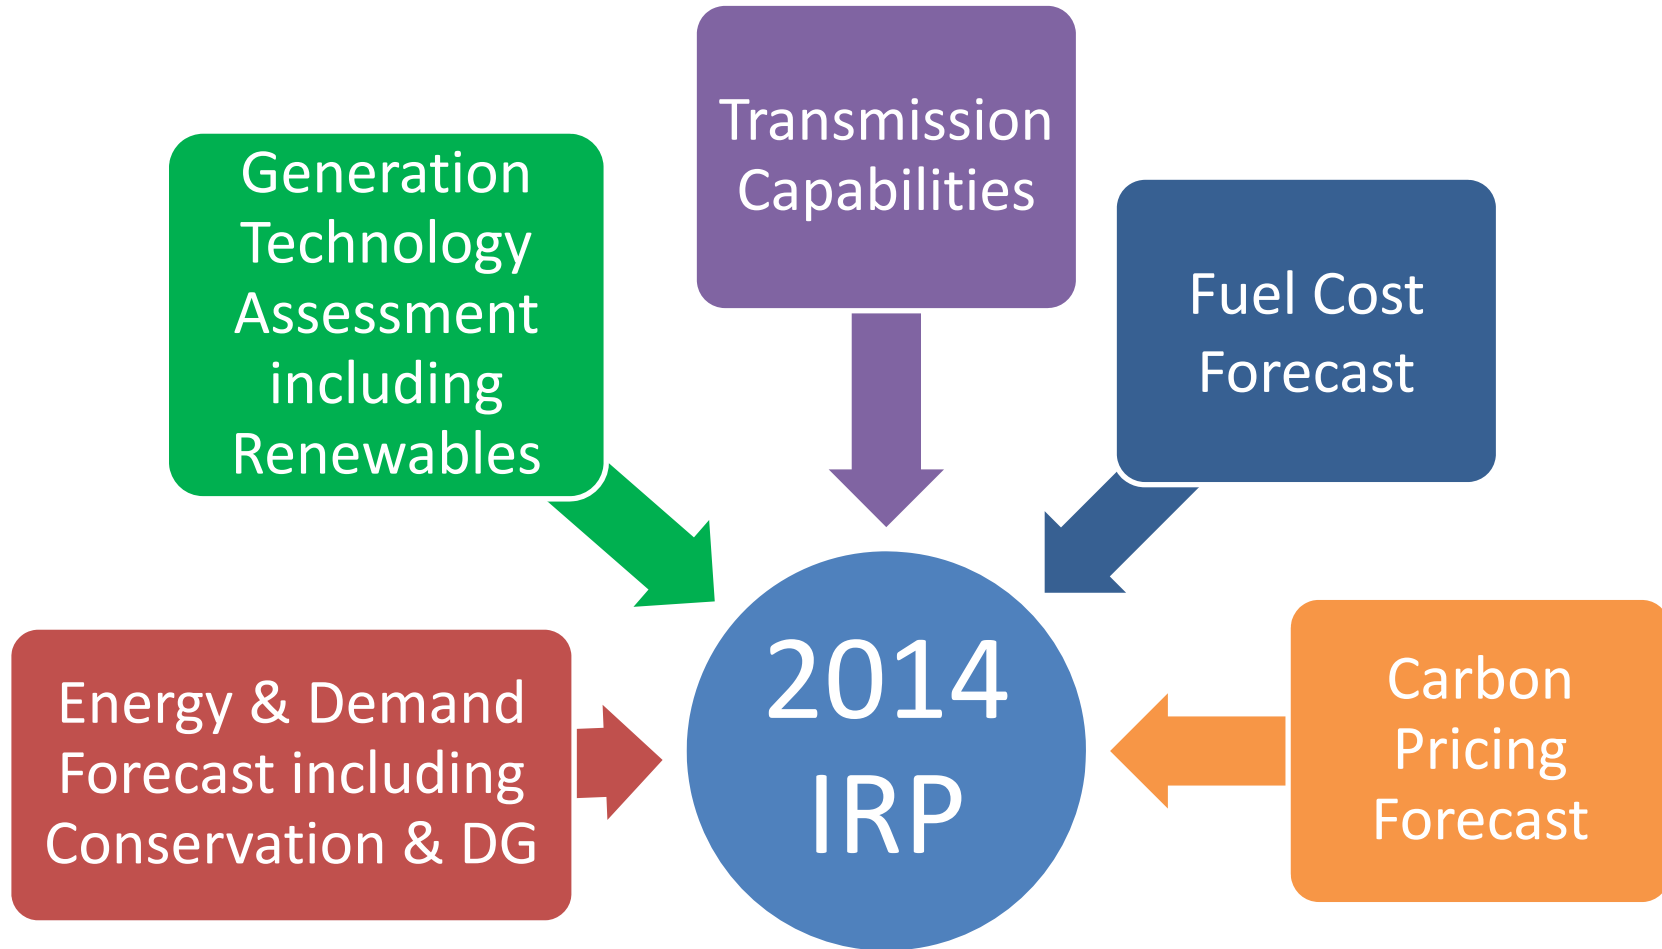 Energy & Demand
Forecast including
Conservation & DG
Generation
Technology
Assessment
including
Renewables
Transmission
Capabilities
Fuel Cost
Forecast
Carbon
Pricing
Forecast
2014
IRP